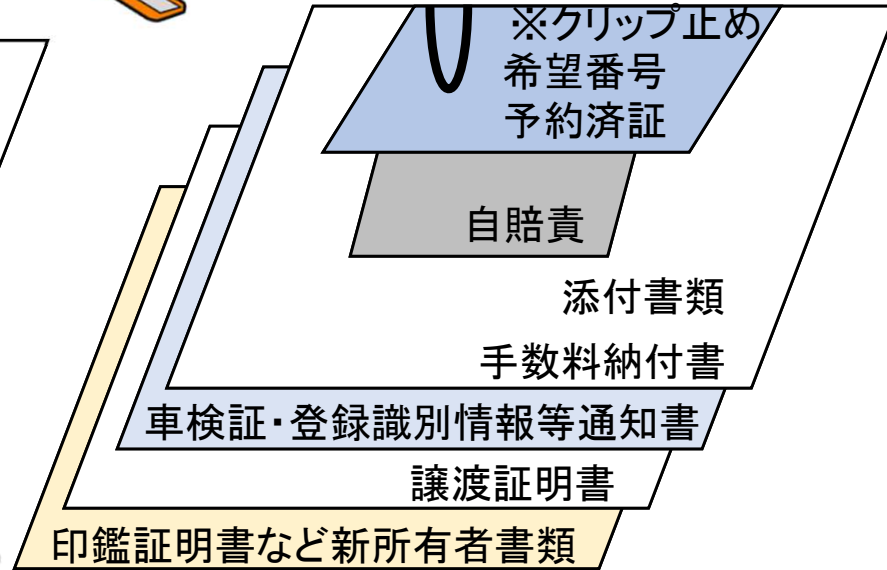 ※クリップ止め
希望番号
予約済証
自賠責
添付書類
手数料納付書
車検証・登録識別情報等通知書
譲渡証明書
印鑑証明書など新所有者書類